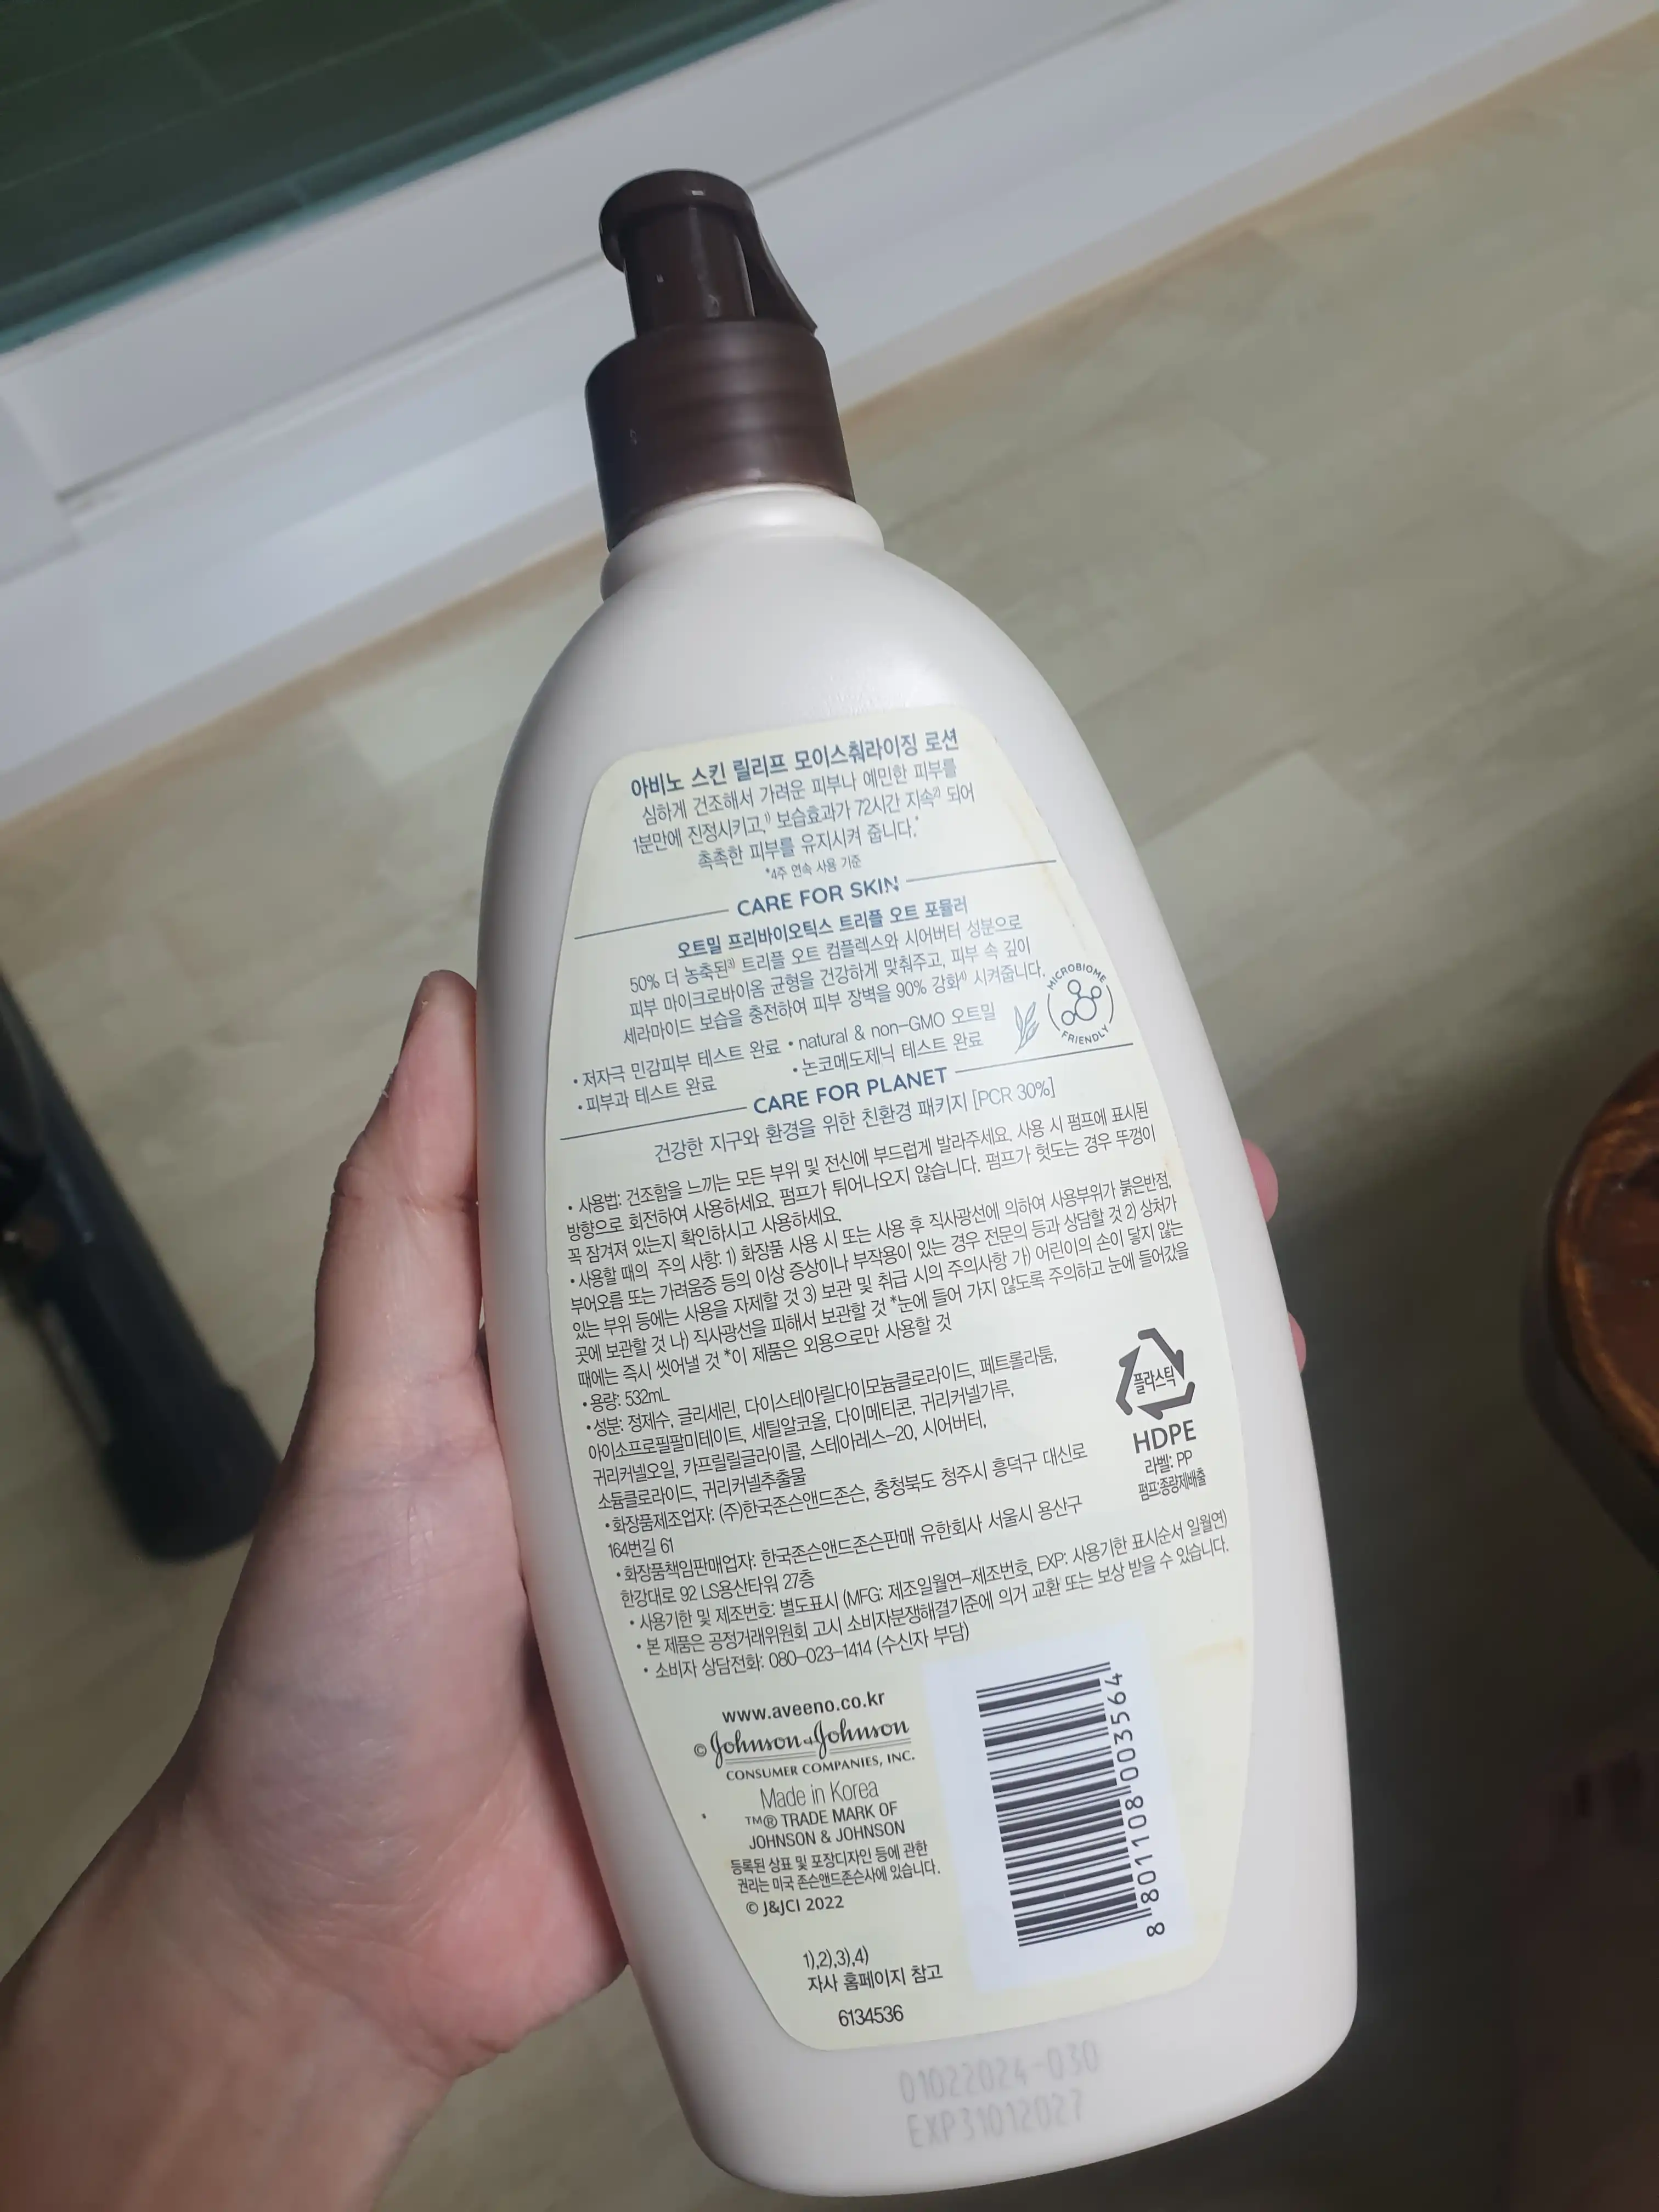 아비노 스킨 릴리프 모이스춰라이징 로션
심하게 건조해서 가려운 피부나 예민한 피부를
1분만에 진정시키고,1) 보습효과가 72시간 지속2) 되어
촉촉한 피부를 유지시켜 줍니다.*
*4주 연속 사용 기준
CARE FOR SKIN
오트밀 프리바이오틱스 트리플 오트 포뮬러
50% 더 농축된3) 트리플 오트 컴플렉스와 시어버터 성분으로
피부 마이크로바이옴 균형을 건강하게 맞춰주고, 피부 속 깊이
세라마이드 보습을 충전하여 피부 장벽을 90% 강화4) 시켜줍니다.
MICROBIOME
FRIENDLY
• 저자극 민감피부 테스트 완료 • natural & non-GMO 오트밀
• 피부과 테스트 완료 • 논코메도제닉 테스트 완료
CARE FOR PLANET
건강한 지구와 환경을 위한 친환경 패키지 [PCR 30%]
• 사용법: 건조함을 느끼는 모든 부위 및 전신에 부드럽게 발라주세요. 사용 시 펌프에 표시된
방향으로 회전하여 사용하세요. 펌프가 튀어나오지 않습니다. 펌프가 헛도는 경우 뚜껑이
꼭 잠겨져 있는지 확인하시고 사용하세요.
• 사용할 때의 주의 사항: 1) 화장품 사용 시 또는 사용 후 직사광선에 의하여 사용부위가 붉은반점,
부어오름 또는 가려움증 등의 이상 증상이나 부작용이 있는 경우 전문의 등과 상담할 것 2) 상처가
있는 부위 등에는 사용을 자제할 것 3) 보관 및 취급 시의 주의사항 가) 어린이의 손이 닿지 않는
곳에 보관할 것 나) 직사광선을 피해서 보관할 것 *눈에 들어 가지 않도록 주의하고 눈에 들어갔을
때에는 즉시 씻어낼 것 *이 제품은 외용으로만 사용할 것
• 용량: 532mL
• 성분: 정제수, 글리세린, 다이스테아릴다이모늄클로라이드, 페트롤라툼,
아이소프로필팔미테이트, 세틸알코올, 다이메티콘, 귀리커넬가루,
귀리커넬오일, 카프릴릴글라이콜, 스테아레스-20, 시어버터,
소듐클로라이드, 귀리커넬추출물
플라스틱
HDPE
라벨: PP
펌프:종량제배출
• 화장품제조업자: (주)한국존슨앤드존슨, 충청북도 청주시 흥덕구 대신로
164번길 61
• 화장품책임판매업자: 한국존슨앤드존슨판매 유한회사 서울시 용산구
한강대로 92 LS용산타워 27층
• 사용기한 및 제조번호: 별도표시 (MFG: 제조일월연-제조번호, EXP: 사용기한 표시순서 일월연)
• 본 제품은 공정거래위원회 고시 소비자분쟁해결기준에 의거 교환 또는 보상 받을 수 있습니다.
• 소비자 상담전화: 080-023-1414 (수신자 부담)
www.aveeno.co.kr
© Johnson & Johnson
CONSUMER COMPANIES, INC.
Made in Korea
TM® TRADE MARK OF
JOHNSON & JOHNSON
등록된 상표 및 포장디자인 등에 관한
권리는 미국 존슨앤드존슨사에 있습니다.
© J&JCI 2022
8 801108 003564
1),2),3),4)
자사 홈페이지 참고
6134536
01022024-030
EXP31012027